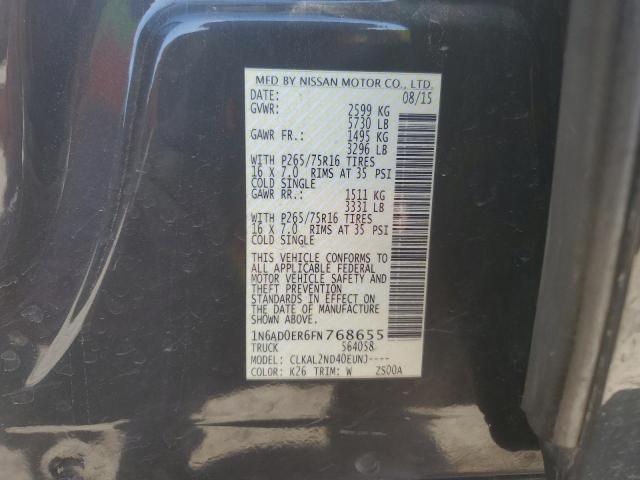 MFD BY NISSAN MOTOR CO., LTD.
DATE: 08/15
GVWR: 2599 KG
5730 LB
GAWR FR.: 1495 KG
3296 LB
WITH P265/75R16 TIRES
16 X 7.0 RIMS AT 35 PSI
COLD SINGLE
GAWR RR.: 1511 KG
3331 LB
WITH P265/75R16 TIRES
16 X 7.0 RIMS AT 35 PSI
COLD SINGLE
THIS VEHICLE CONFORMS TO
ALL APPLICABLE FEDERAL
MOTOR VEHICLE SAFETY AND
THEFT PREVENTION
STANDARDS IN EFFECT ON
THE DATE OF MANUFACTURE
SHOWN ABOVE.
1N6AD0ER6FN768655
TRUCK 564058
MODEL: CLKAL2ND40EUNJ----
COLOR: K26 TRIM: W ZS00A